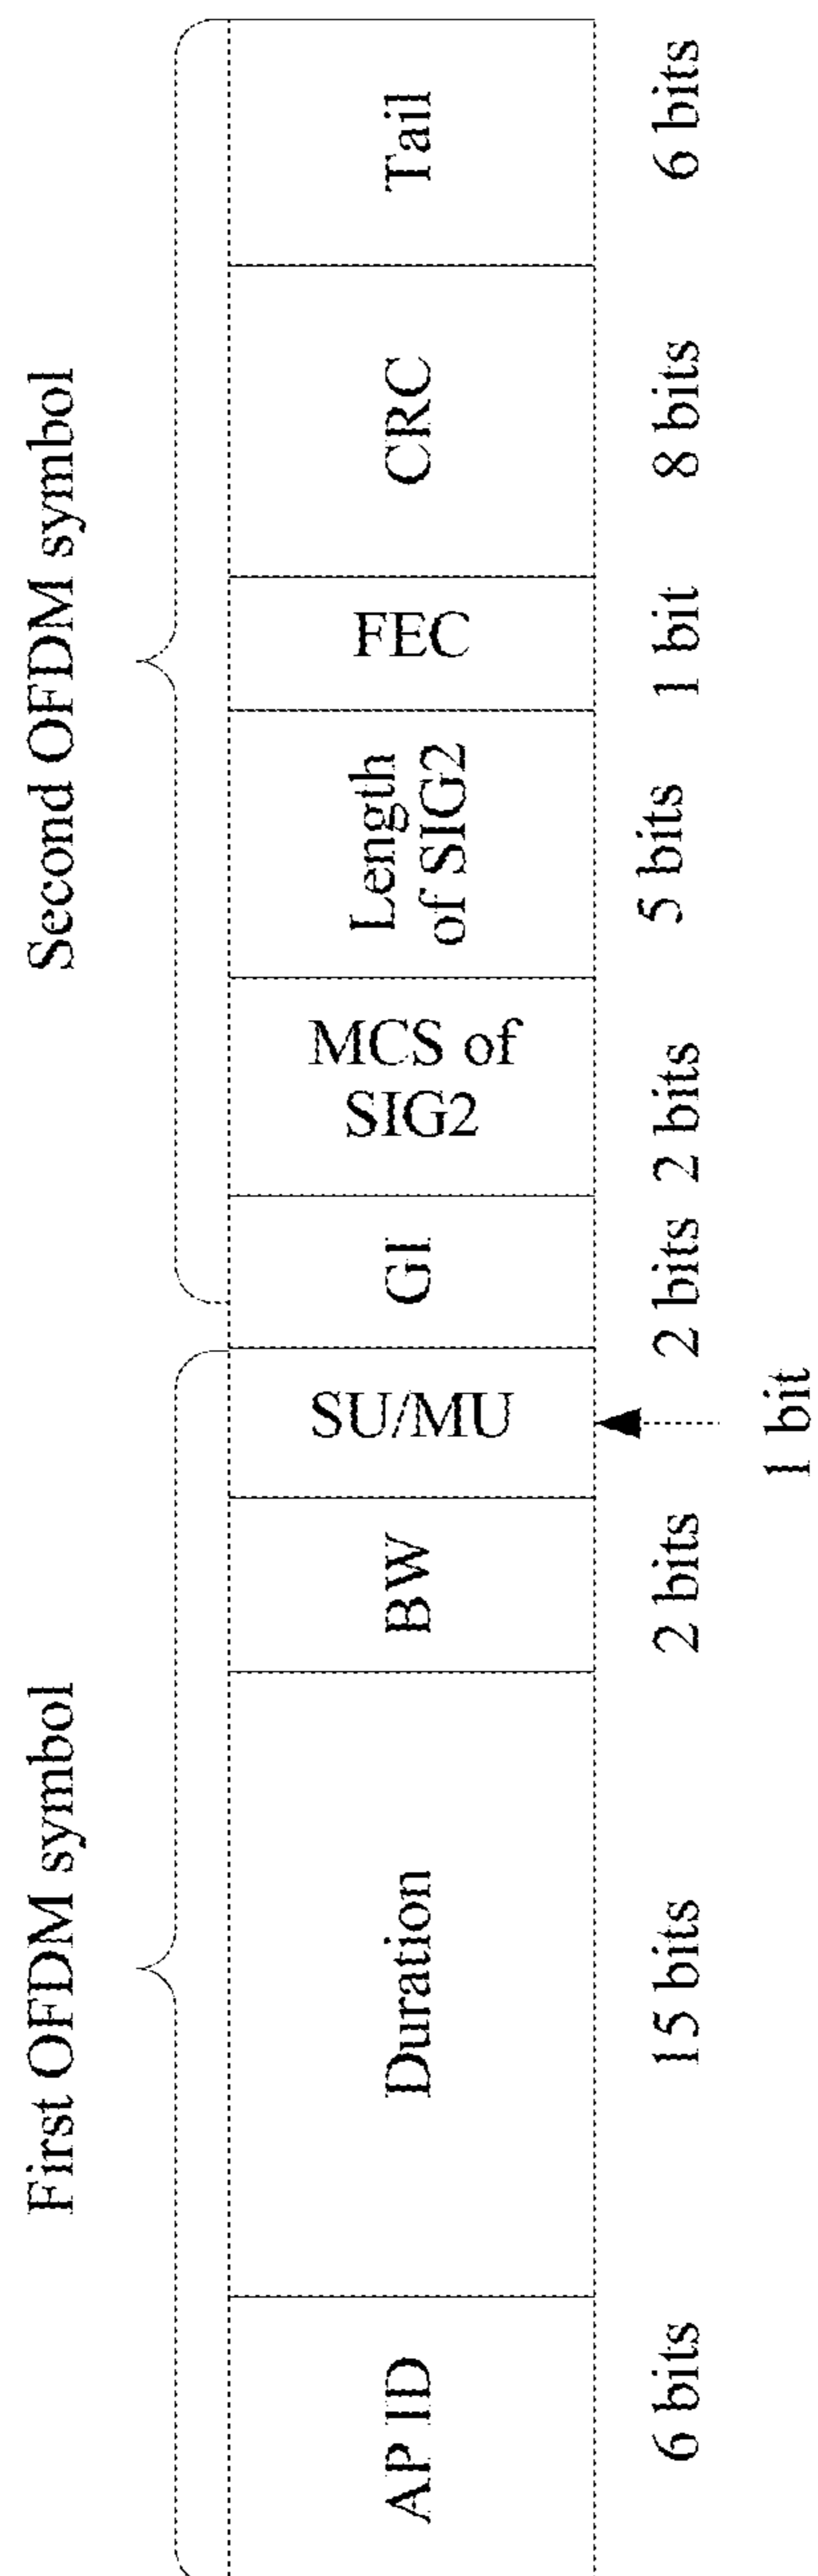 First OFDM symbol
Second OFDM symbol
AP ID
Duration
BW
SU/MU
GI
MCS of
SIG2
Length
of SIG2
FEC
CRC
Tail
6 bits
15 bits
2 bits
1 bit
2 bits
2 bits
5 bits
1 bit
8 bits
6 bits